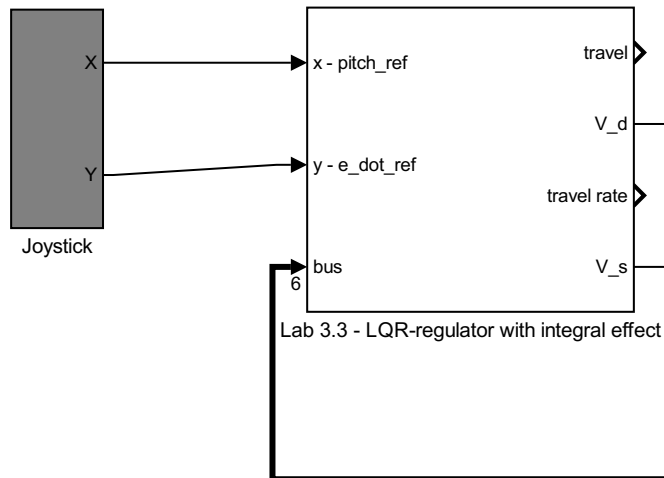 X
Y
Joystick
x - pitch_ref
y - e_dot_ref
bus
6
travel
V_d
travel rate
V_s
Lab 3.3 - LQR-regulator with integral effect